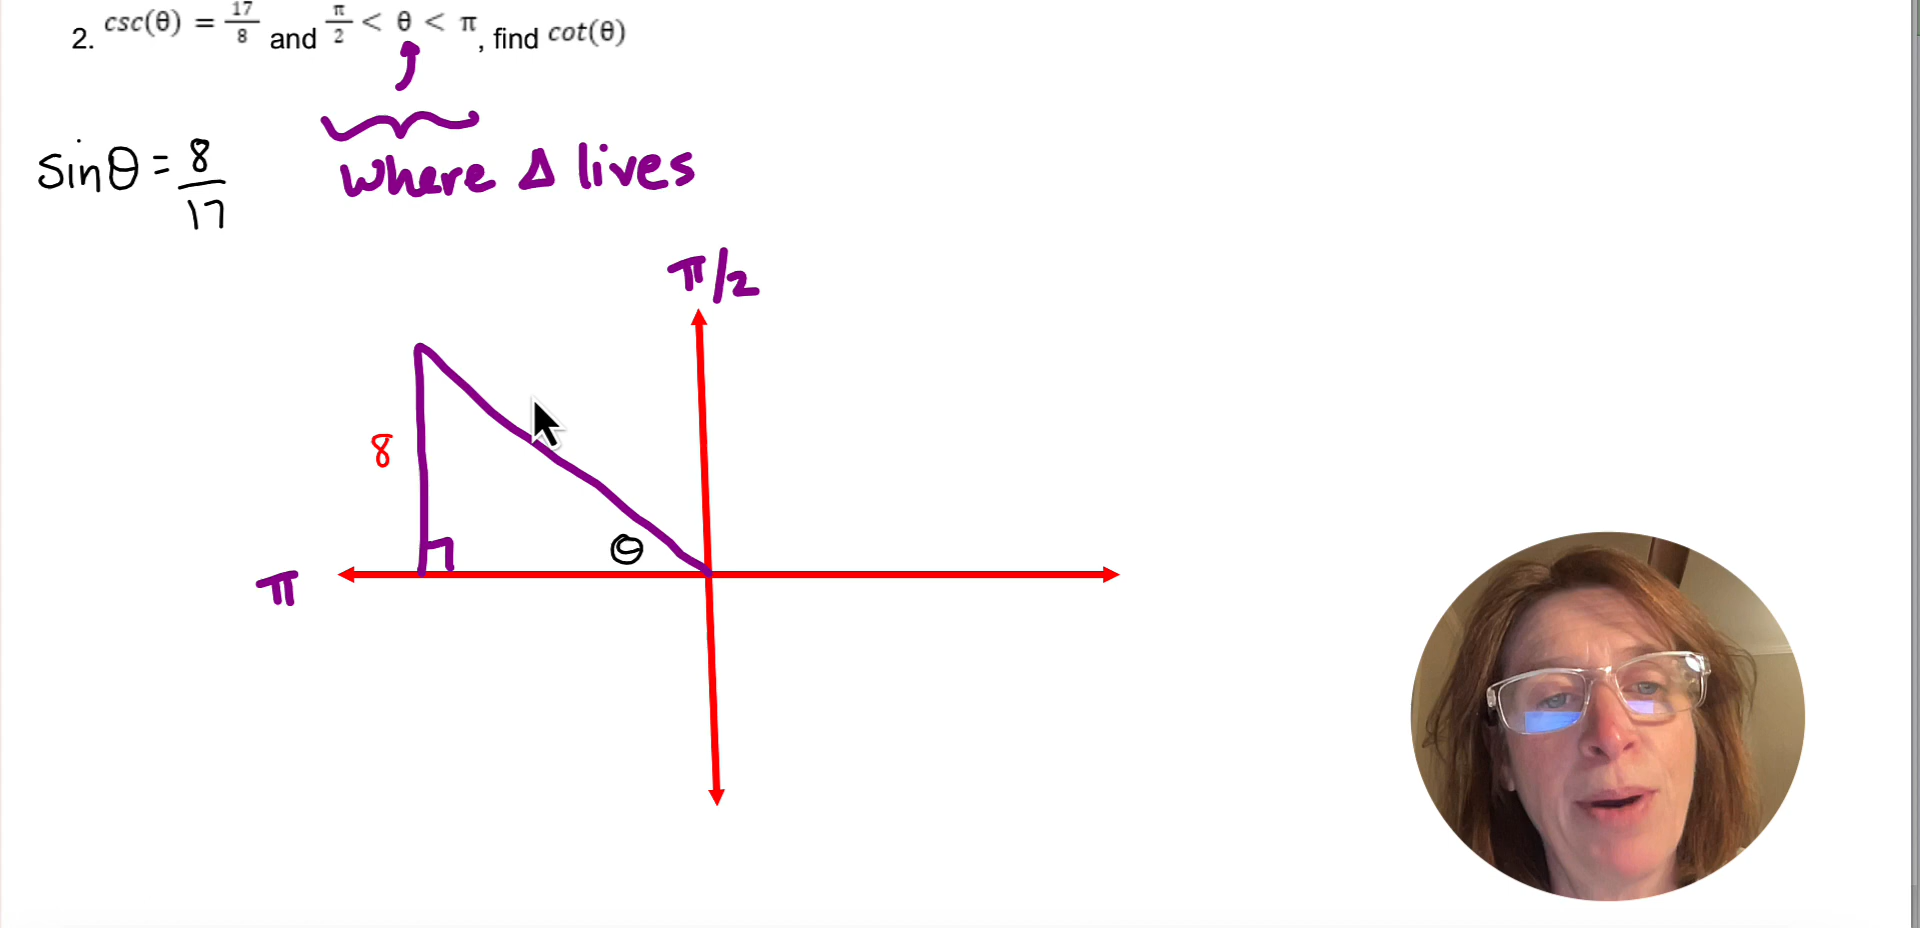 2. csc(θ) = 17/8 and π/2 < θ < π, find cot(θ)
sinθ = 8/17
where Δ lives
π/2
8
θ
π